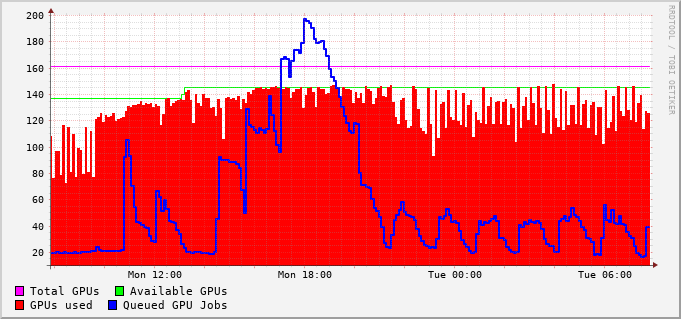 200
180
160
140
120
100
80
60
40
20
Mon 12:00 Mon 18:00 Tue 00:00 Tue 06:00
Total GPUs Available GPUs
GPUs used Queued GPU Jobs
RRDTOOL / TOBI OETIKER